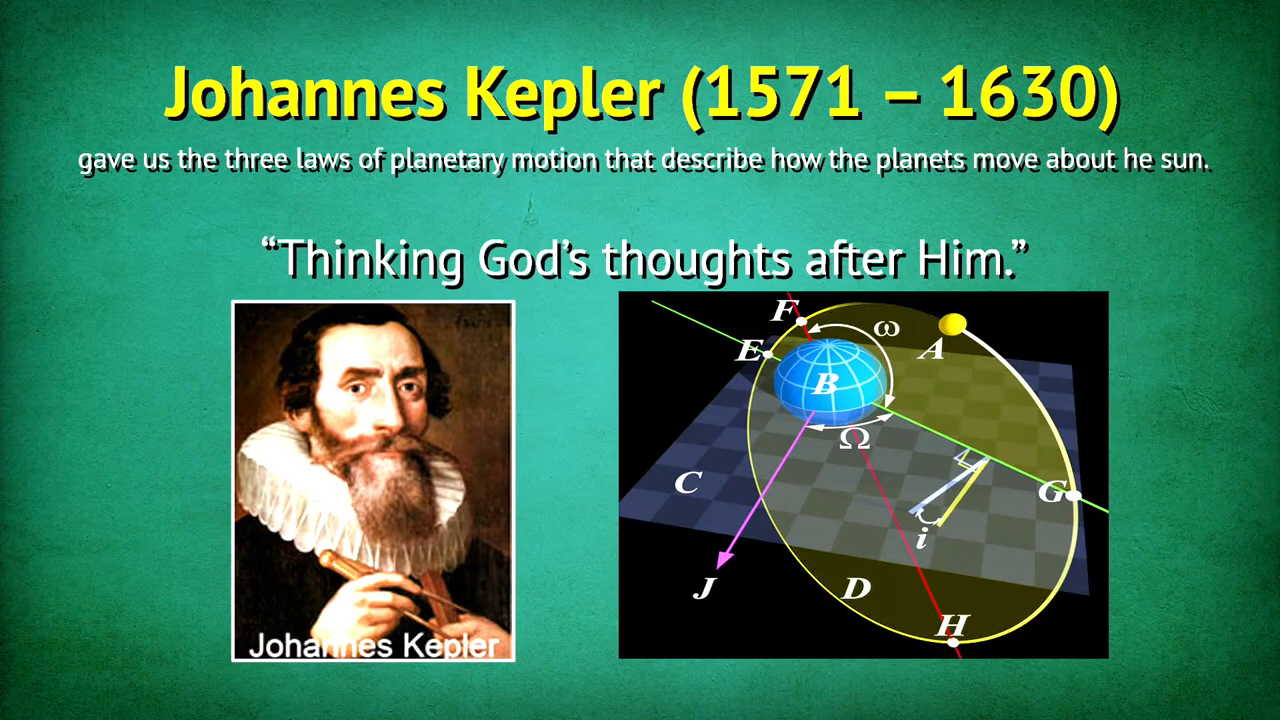 Johannes Kepler (1571 – 1630)
gave us the three laws of planetary motion that describe how the planets move about he sun.
“Thinking God’s thoughts after Him.”
Johannes Kepler
F
ω
A
E
B
Ω
C
G
i
J
D
H